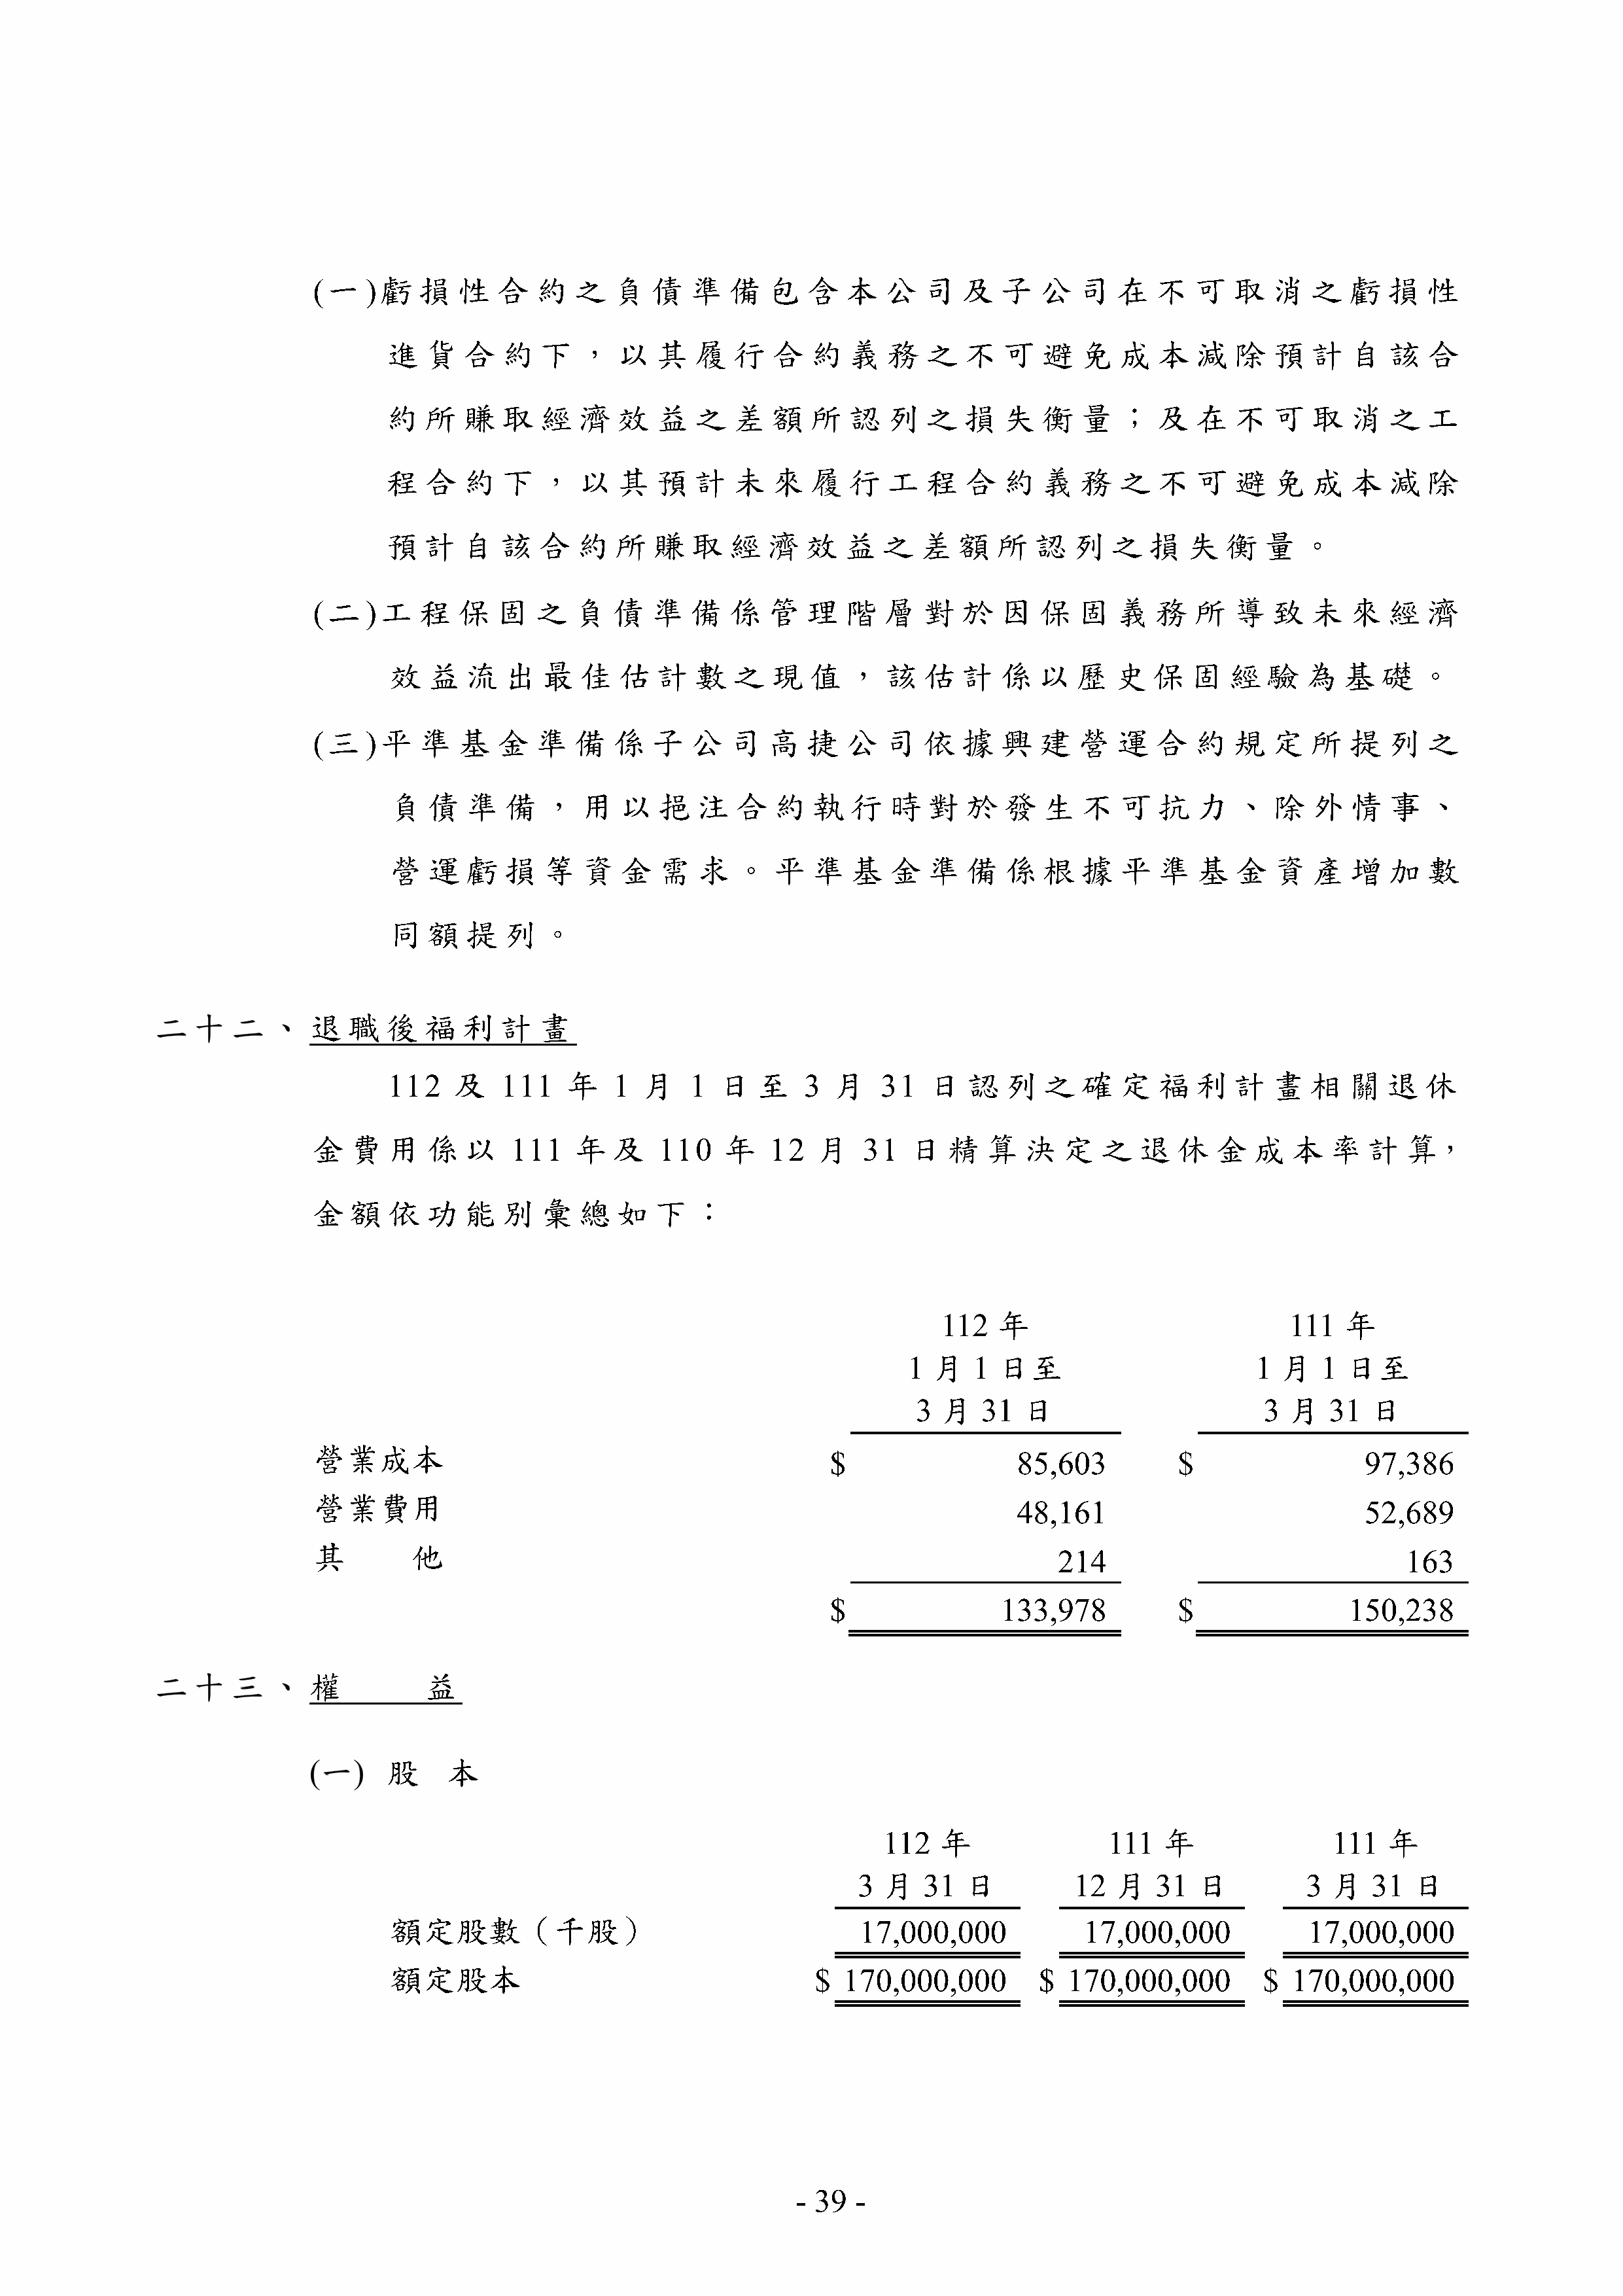 (一)虧損性合約之負債準備包含本公司及子公司在不可取消之虧損性
進貨合約下，以其履行合約義務之不可避免成本減除預計自該合
約所賺取經濟效益之差額所認列之損失衡量；及在不可取消之工
程合約下，以其預計未來履行工程合約義務之不可避免成本減除
預計自該合約所賺取經濟效益之差額所認列之損失衡量。
(二)工程保固之負債準備係管理階層對於因保固義務所導致未來經濟
效益流出最佳估計數之現值，該估計係以歷史保固經驗為基礎。
(三)平準基金準備係子公司高捷公司依據興建營運合約規定所提列之
負債準備，用以挹注合約執行時對於發生不可抗力、除外情事、
營運虧損等資金需求。平準基金準備係根據平準基金資產增加數
同額提列。
二十二、退職後福利計畫
112 及 111 年 1 月 1 日至 3 月 31 日認列之確定福利計畫相關退休
金費用係以 111 年及 110 年 12 月 31 日精算決定之退休金成本率計算，
金額依功能別彙總如下：
112 年 111 年
1 月 1 日至 1 月 1 日至
3 月 31 日 3 月 31 日
營業成本 $ 85,603 $ 97,386
營業費用 48,161 52,689
其 他 214 163
$ 133,978 $ 150,238
二十三、權 益
(一) 股 本
112 年 111 年 111 年
3 月 31 日 12 月 31 日 3 月 31 日
額定股數（千股） 17,000,000 17,000,000 17,000,000
額定股本 $ 170,000,000 $ 170,000,000 $ 170,000,000
- 39 -